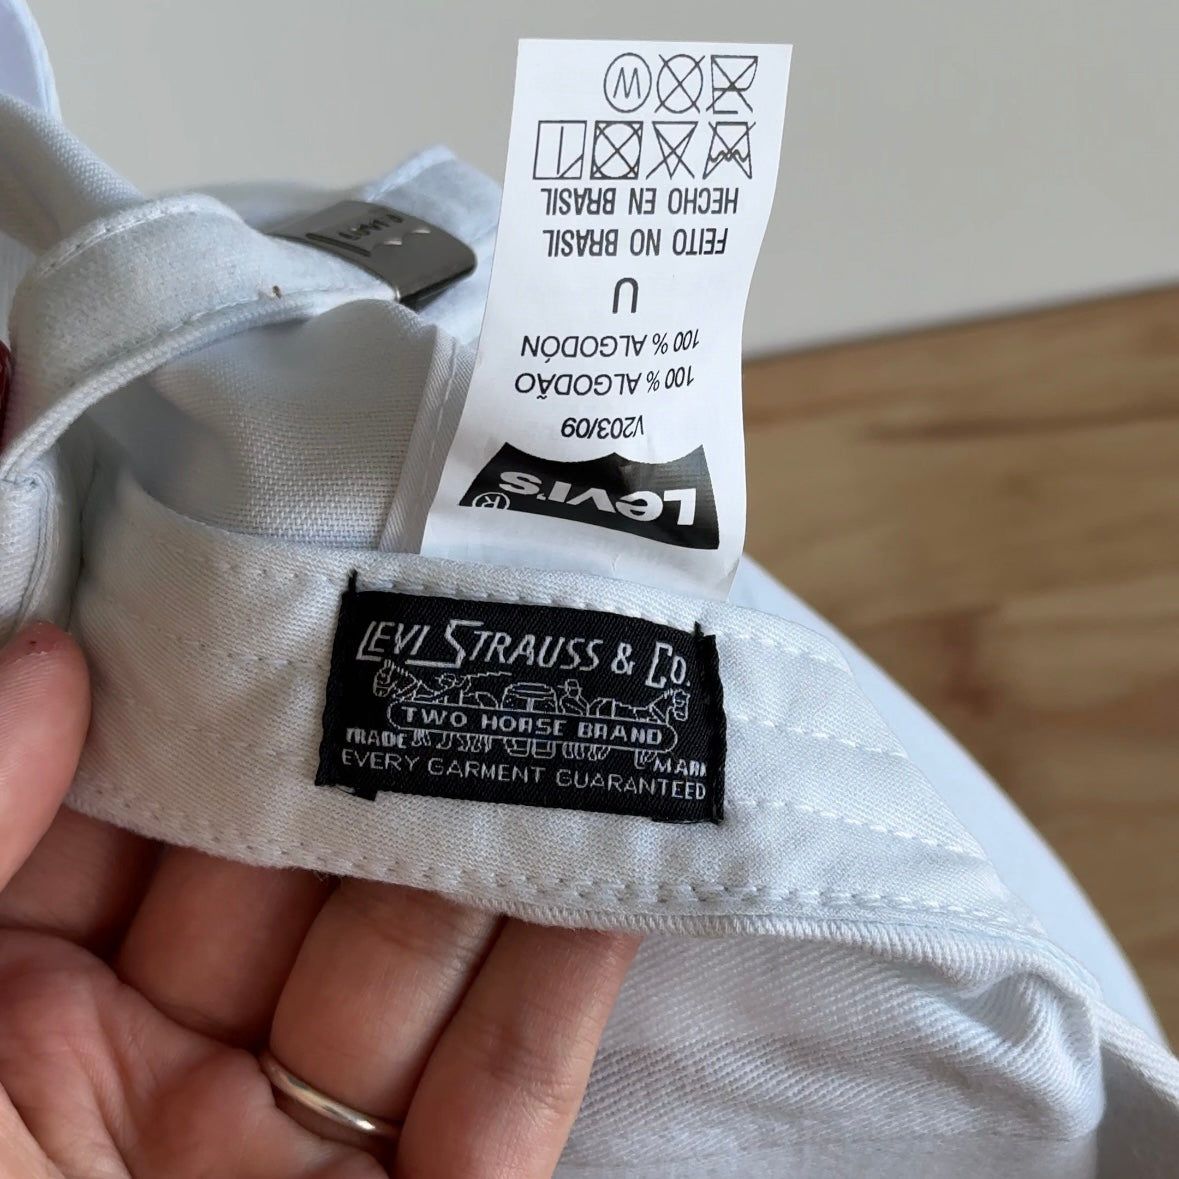 LEVI'S®
V203/09
100 % ALGODÃO
100 % ALGODÓN
U
FEITO NO BRASIL
HECHO EN BRASIL
W
LEVI STRAUSS & CO.
TWO HORSE BRAND
TRADE MARK
EVERY GARMENT GUARANTEED